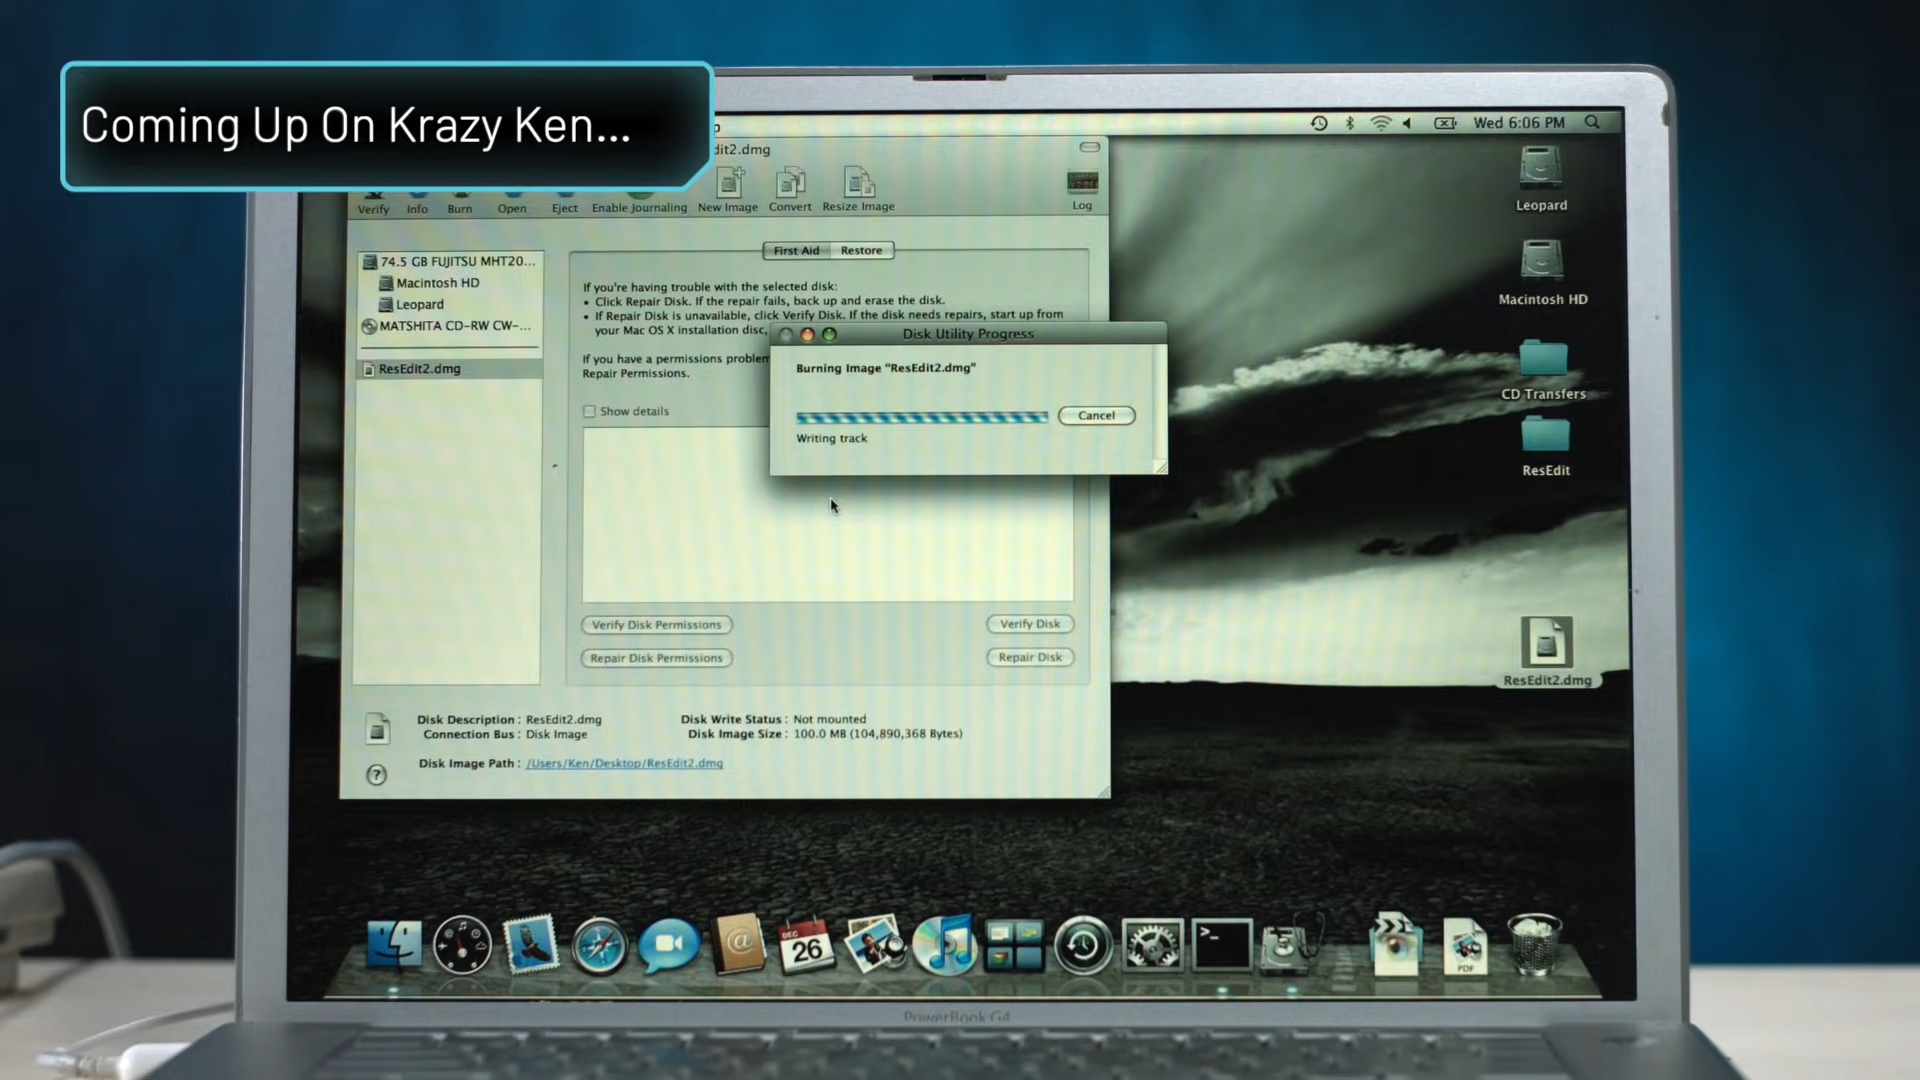 Coming Up On Krazy Ken...
Wed 6:06 PM
dit2.dmg
Verify Info Burn Open Eject Enable Journaling New Image Convert Resize Image Log
First Aid Restore
74.5 GB FUJITSU MHT20...
Macintosh HD
Leopard
MATSHITA CD-RW CW-...
ResEdit2.dmg
If you're having trouble with the selected disk:
• Click Repair Disk. If the repair fails, back up and erase the disk.
• If Repair Disk is unavailable, click Verify Disk. If the disk needs repairs, start up from
your Mac OS X installation disc,
If you have a permissions problem
Repair Permissions.
Show details
Disk Utility Progress
Burning Image "ResEdit2.dmg"
Cancel
Writing track
Verify Disk Permissions
Verify Disk
Repair Disk Permissions
Repair Disk
Disk Description : ResEdit2.dmg
Connection Bus : Disk Image
Disk Write Status : Not mounted
Disk Image Size : 100.0 MB (104,890,368 Bytes)
Disk Image Path : /Users/Ken/Desktop/ResEdit2.dmg
?
Leopard
Macintosh HD
CD Transfers
ResEdit
ResEdit2.dmg
DEC
26
@
>_
PDF
PowerBook G4